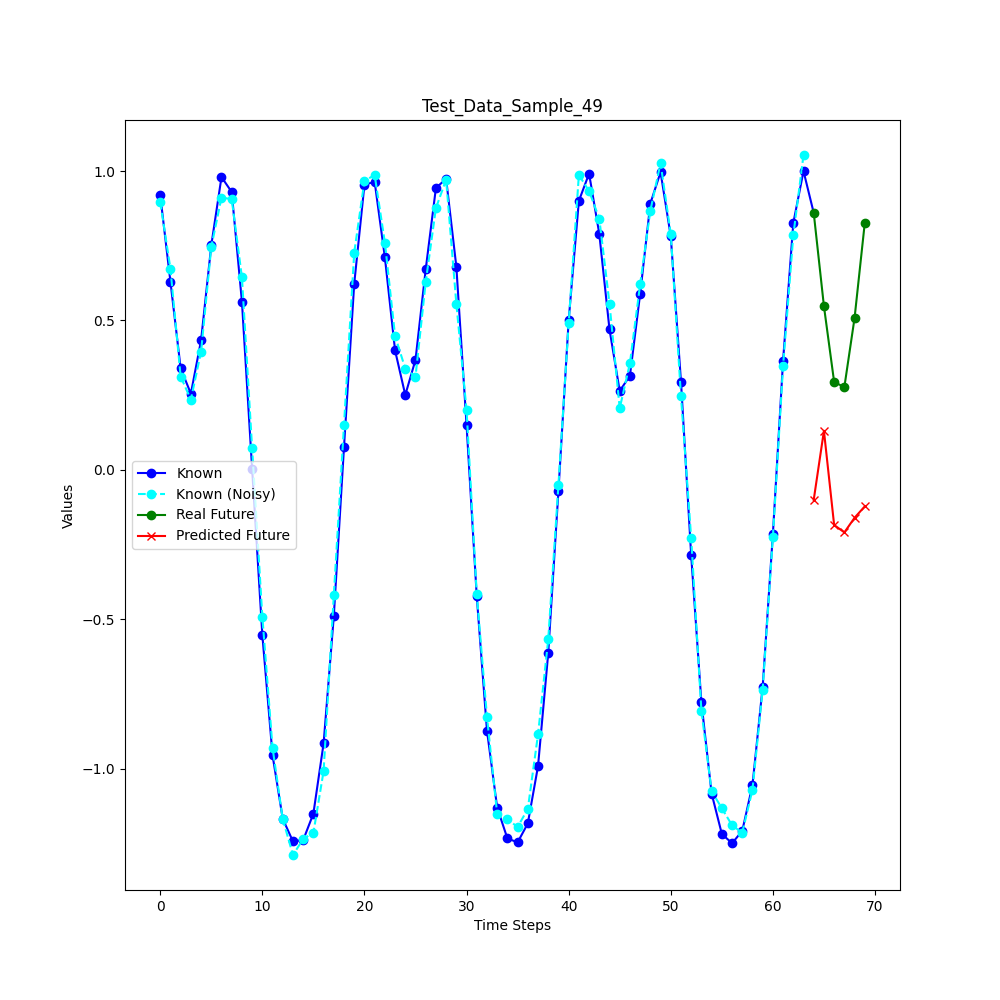 Test_Data_Sample_49
Values
1.0
0.5
0.0
−0.5
−1.0
Known
Known (Noisy)
Real Future
Predicted Future
0 10 20 30 40 50 60 70
Time Steps